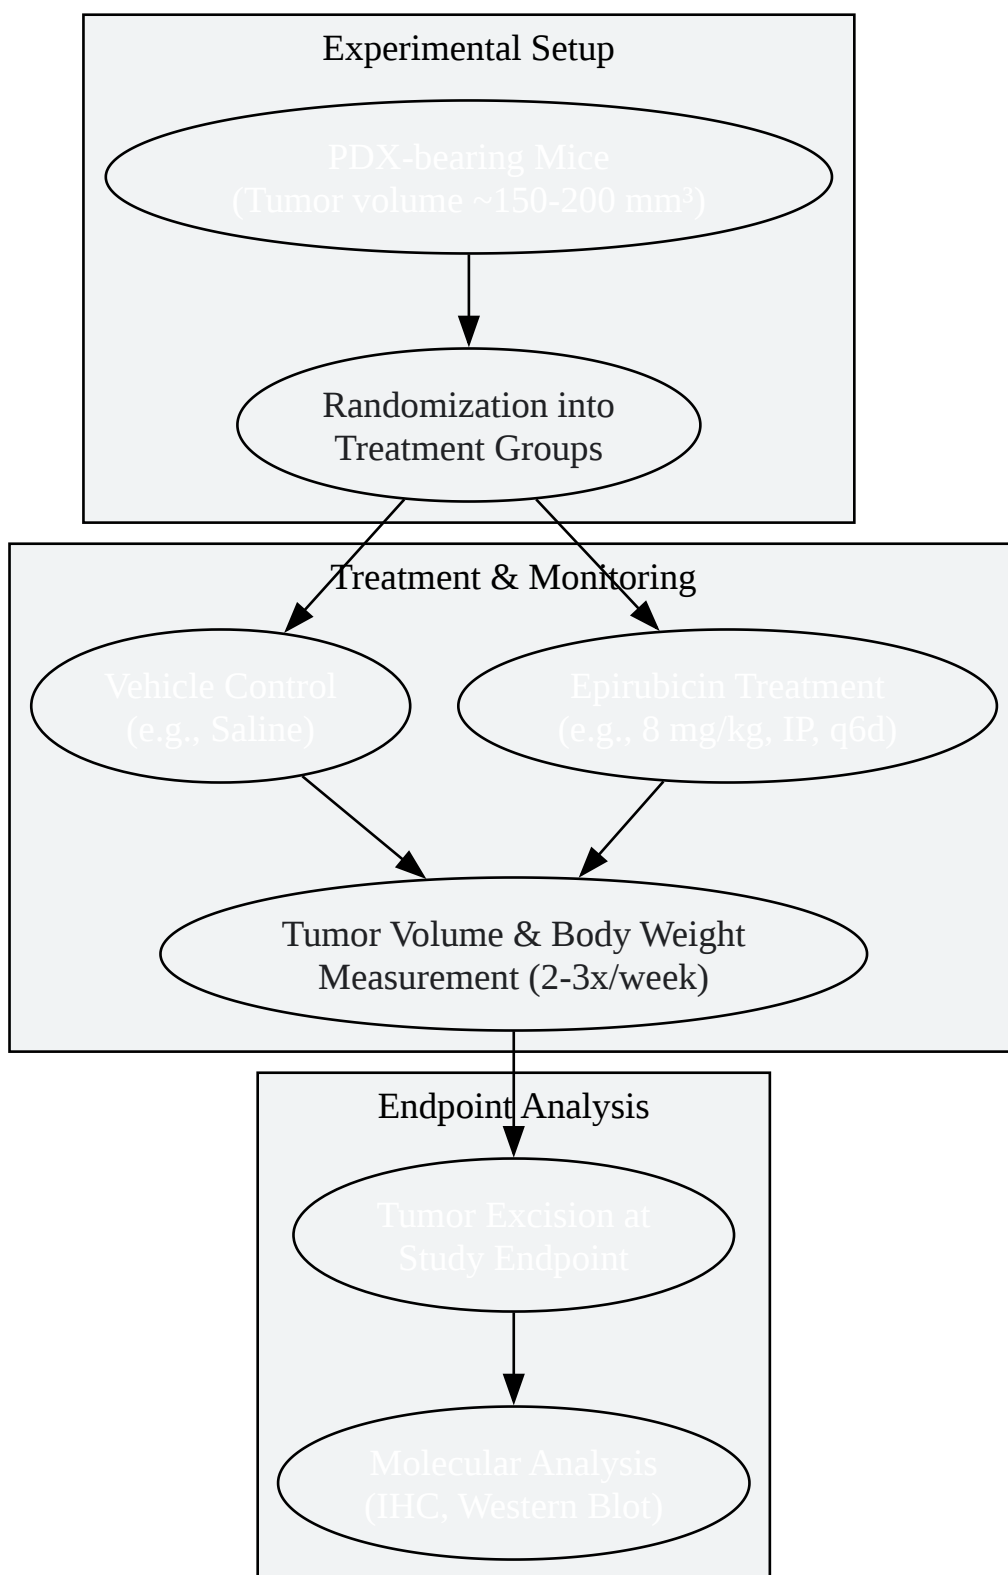 Experimental Setup
PDX-bearing Mice
(Tumor volume ~150-200 mm³)
Randomization into
Treatment Groups
Treatment & Monitoring
Vehicle Control
(e.g., Saline)
Epirubicin Treatment
(e.g., 8 mg/kg, IP, q6d)
Tumor Volume & Body Weight
Measurement (2-3x/week)
Endpoint Analysis
Tumor Excision at
Study Endpoint
Molecular Analysis
(IHC, Western Blot)